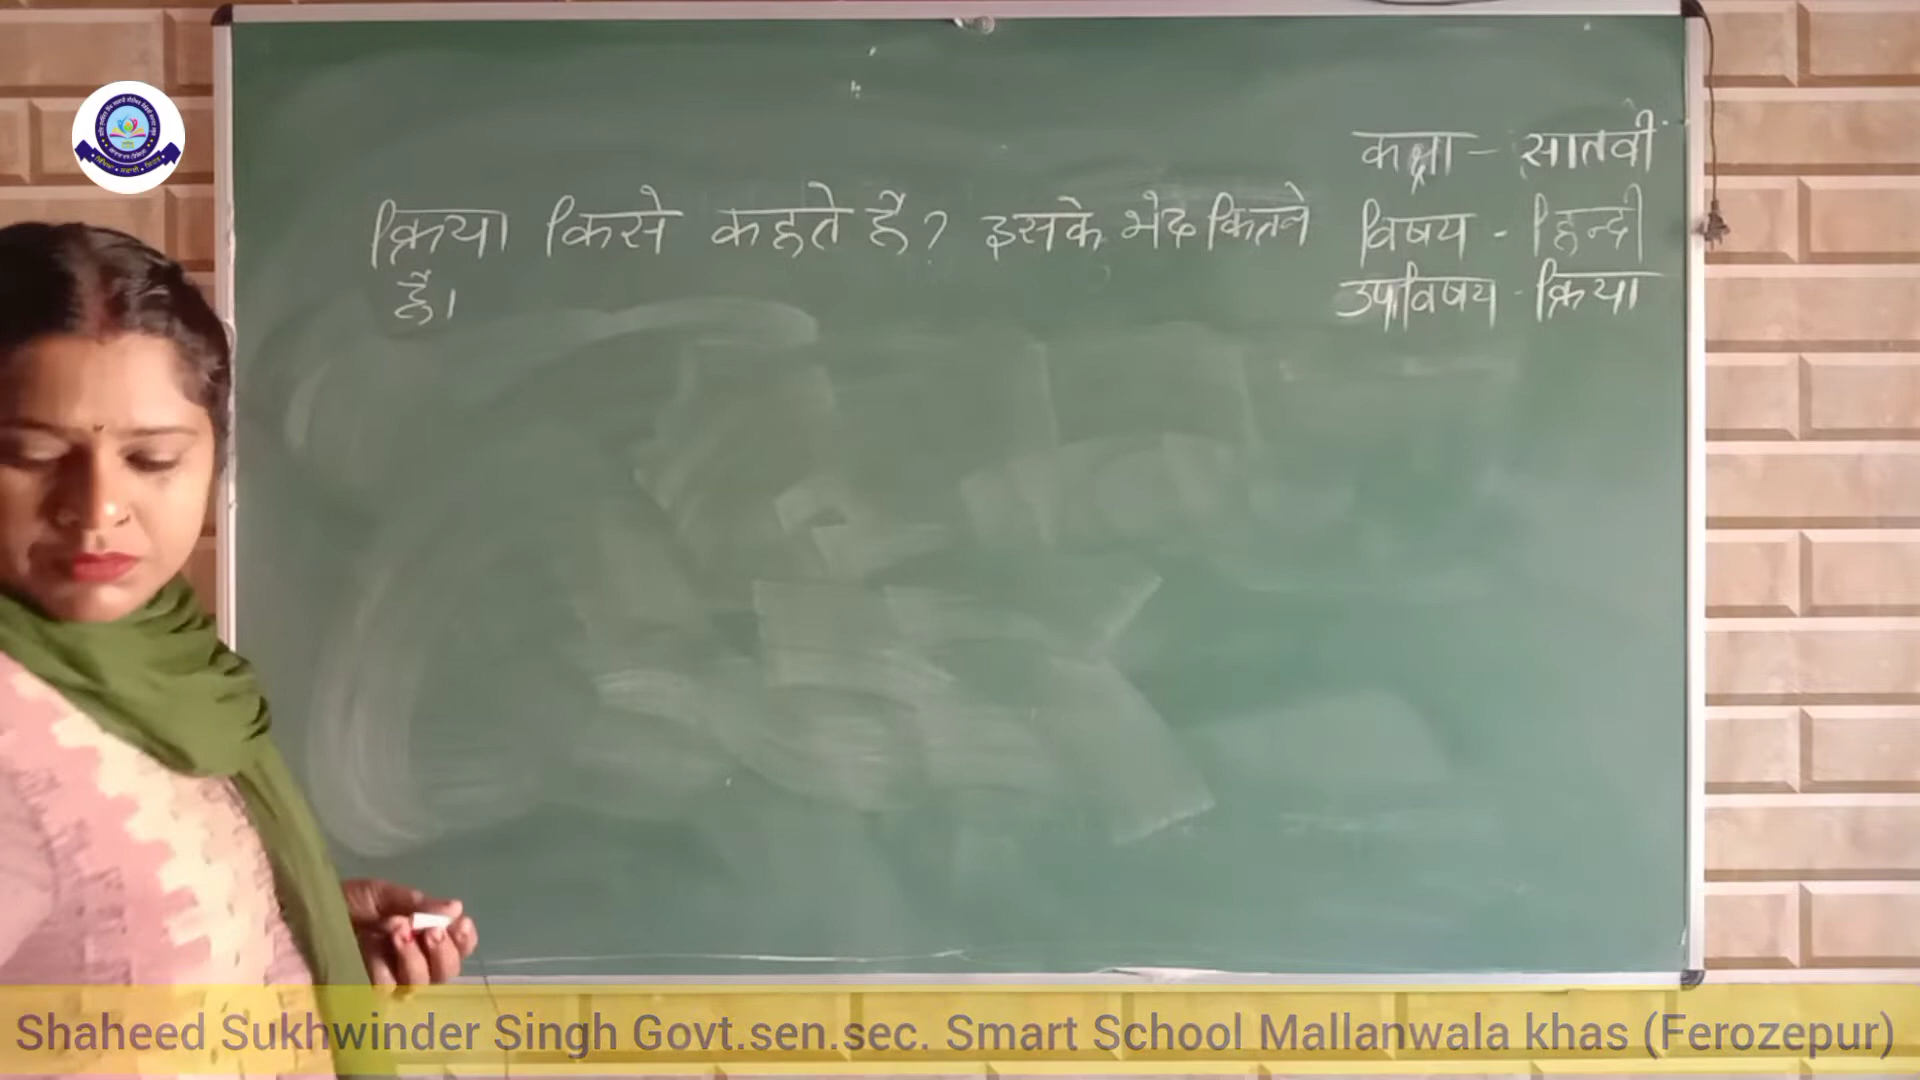 कक्षा - सातवीं
विषय - हिन्दी
उपविषय - क्रिया
क्रिया किसे कहते है? इसके भेद कितने
है।
Shaheed Sukhwinder Singh Govt.sen.sec. Smart School Mallanwala khas (Ferozepur)